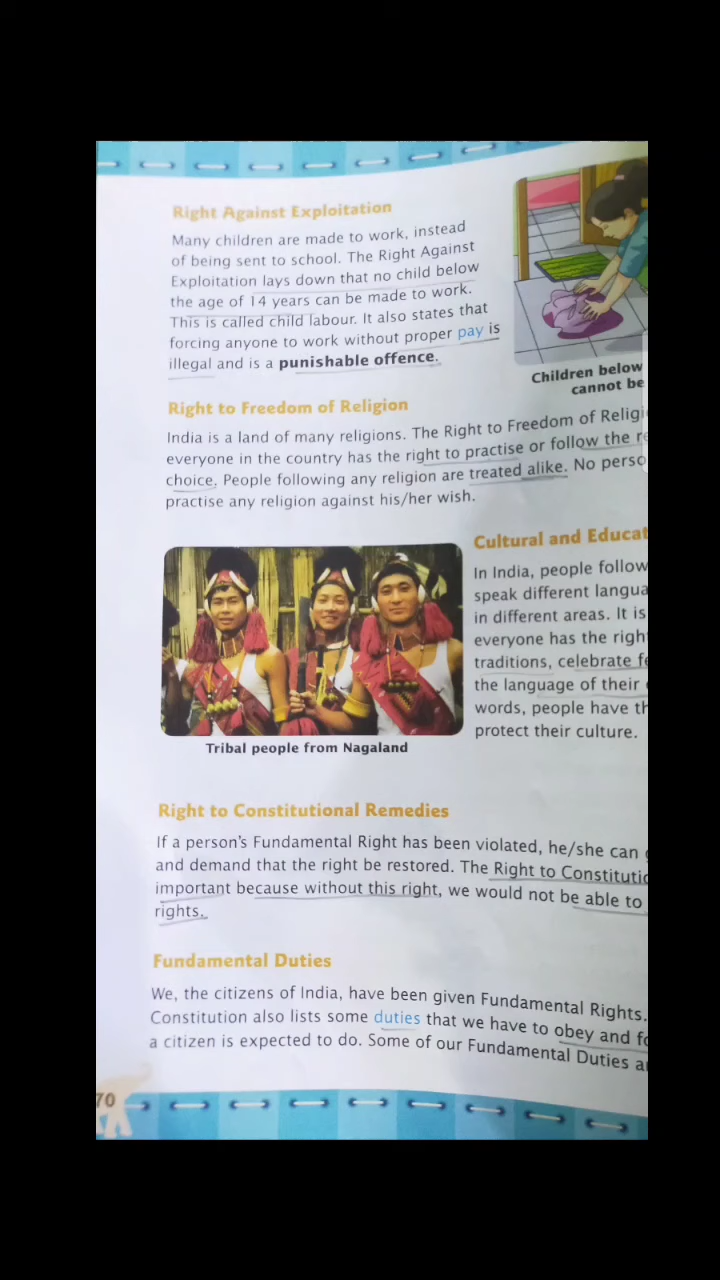 Right Against Exploitation
Many children are made to work, instead
of being sent to school. The Right Against
Exploitation lays down that no child below
the age of 14 years can be made to work.
This is called child labour. It also states that
forcing anyone to work without proper pay is
illegal and is a punishable offence.
Children below
cannot be
Right to Freedom of Religion
India is a land of many religions. The Right to Freedom of
everyone in the country has the right to practise or follow the
choice. People following any religion are treated alike. No
practise any religion against his/her wish.
Tribal people from Nagaland
Cultural and
In India, people follow
speak different
in different areas. It is
everyone has the
traditions, celebrate
the language of their
words, people have
protect their culture.
Right to Constitutional Remedies
If a person's Fundamental Right has been violated, he/she can
and demand that the right be restored. The Right to
important because without this right, we would not be able to
rights.
Fundamental Duties
We, the citizens of India, have been given Fundamental Rights.
Constitution also lists some duties that we have to obey and
a citizen is expected to do. Some of our Fundamental Duties
70